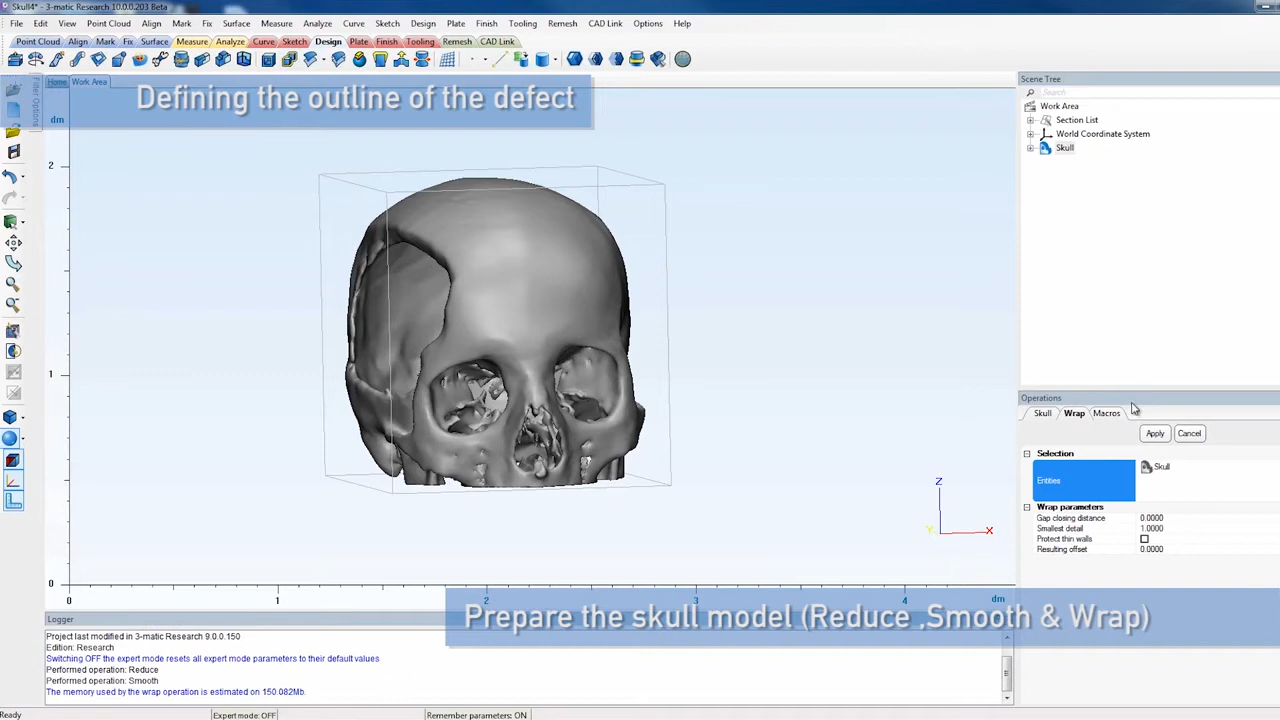 Skull4* - 3-matic Research 10.0.0.203 Beta
File Edit View Point Cloud Align Mark Fix Surface Measure Analyze Curve Sketch Design Plate Finish Tooling Remesh CAD Link Options Help
Point Cloud Align Mark Fix Surface Measure Analyze Curve Sketch Design Plate Finish Tooling Remesh CAD Link
Home Work Area
Filter Options
Defining the outline of the defect
dm
2
1
0
0 1 2 3 4 dm
Z
Y X
Scene Tree
Search
Work Area
Section List
World Coordinate System
Skull
Operations
Skull Wrap Macros
Apply Cancel
Selection
Entities Skull
Wrap parameters
Gap closing distance 0.0000
Smallest detail 1.0000
Protect thin walls
Resulting offset 0.0000
Prepare the skull model (Reduce ,Smooth & Wrap)
Logger
Project last modified in 3-matic Research 9.0.0.150
Edition: Research
Switching OFF the expert mode resets all expert mode parameters to their default values
Performed operation: Reduce
Performed operation: Smooth
The memory used by the wrap operation is estimated on 150.082Mb.
Ready Expert mode: OFF Remember parameters: ON